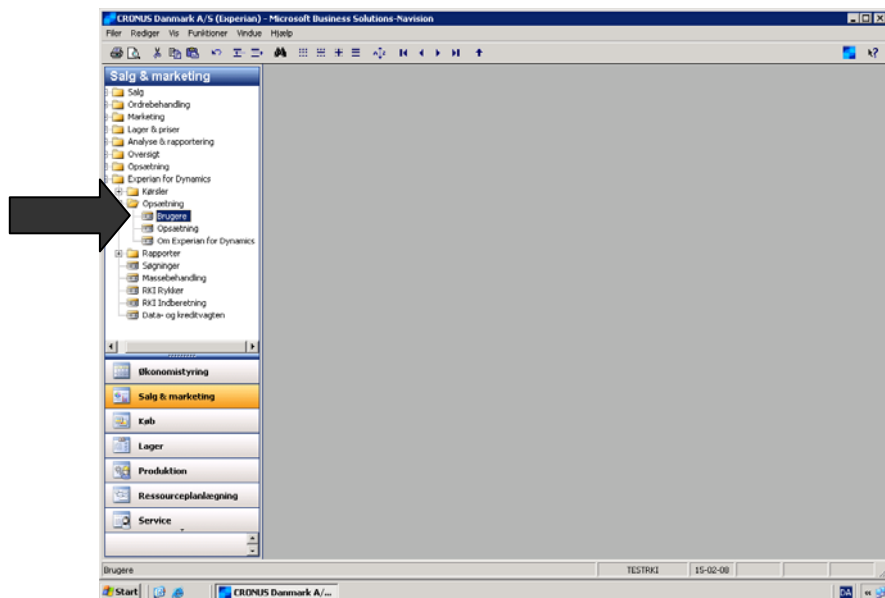 CRONUS Danmark A/S (Experian) - Microsoft Business Solutions-Navision
Filer Rediger Vis Funktioner Vindue Hjælp
Salg & marketing
Salg
Ordrebehandling
Marketing
Lager & priser
Analyse & rapportering
Oversigt
Opsætning
Experian for Dynamics
Kørsler
Opsætning
Brugere
Opsætning
Om Experian for Dynamics
Rapporter
Søgninger
Massebehandling
RKI Rykker
RKI Indberetning
Data- og kreditvagten
Økonomistyring
Salg & marketing
Køb
Lager
Produktion
Ressourceplanlægning
Service
Brugere TESTRKI 15-02-08
Start CRONUS Danmark A/... DA